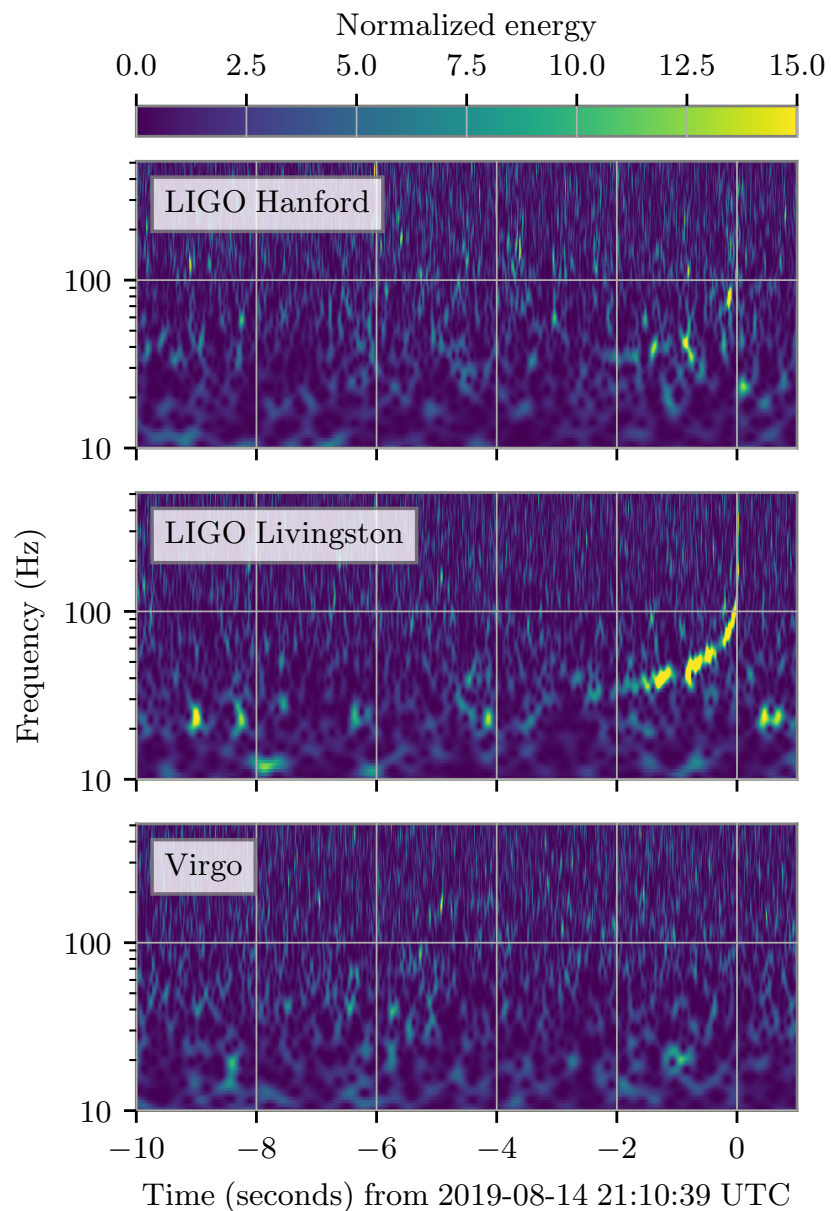 Normalized energy
0.0 2.5 5.0 7.5 10.0 12.5 15.0
LIGO Hanford
100
10
LIGO Livingston
100
10
Frequency (Hz)
Virgo
100
10
−10 −8 −6 −4 −2 0
Time (seconds) from 2019-08-14 21:10:39 UTC